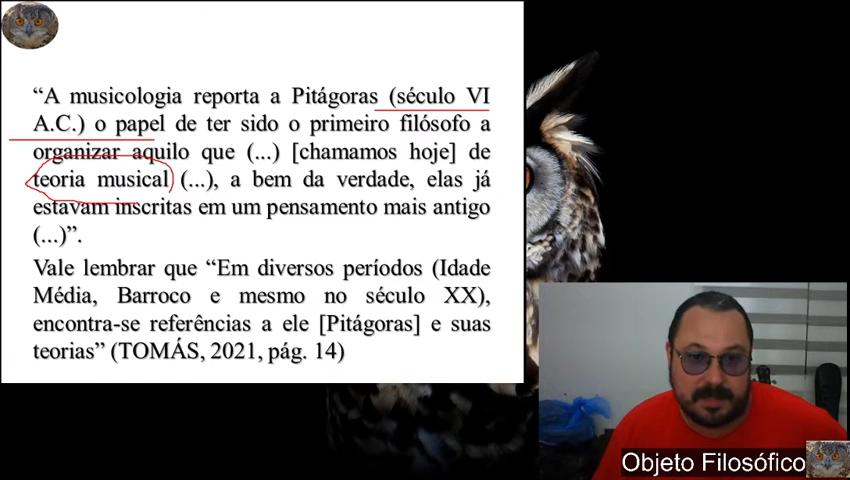 “A musicologia reporta a Pitágoras (século VI
A.C.) o papel de ter sido o primeiro filósofo a
organizar aquilo que (...) [chamamos hoje] de
teoria musical (...), a bem da verdade, elas já
estavam inscritas em um pensamento mais antigo
(...)”.
Vale lembrar que “Em diversos períodos (Idade
Média, Barroco e mesmo no século XX),
encontra-se referências a ele [Pitágoras] e suas
teorias” (TOMÁS, 2021, pág. 14)
Objeto Filosófico